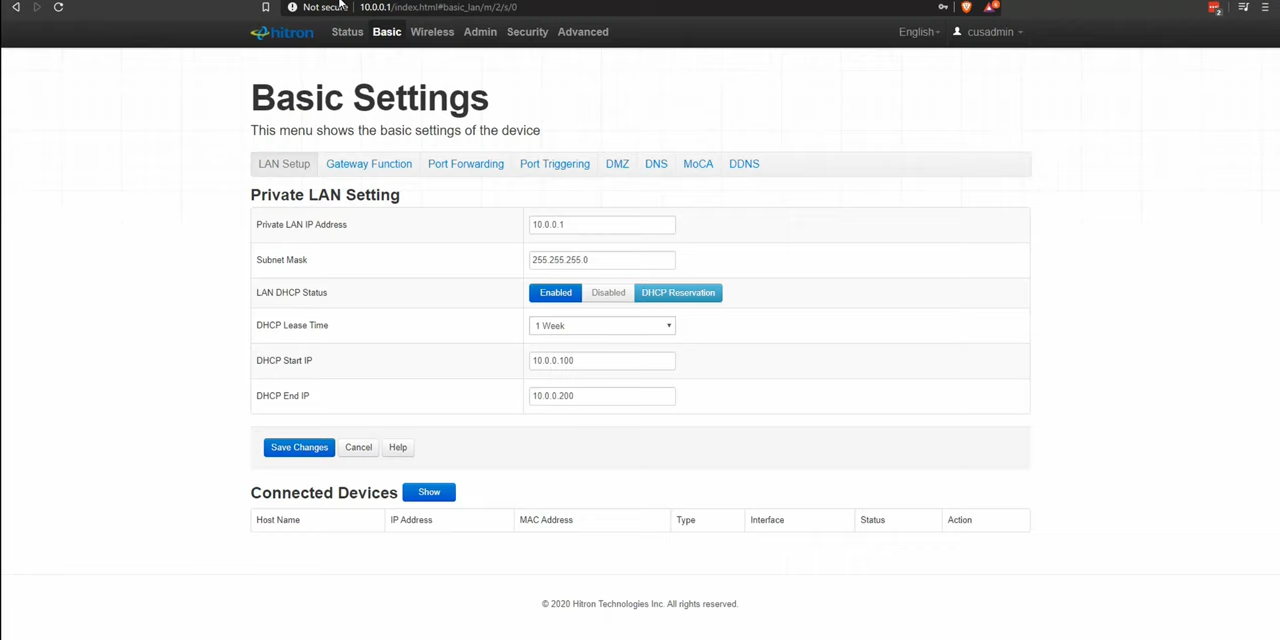 Not secure 10.0.0.1/index.html#basic_lan/m/2/s/0
hitron Status Basic Wireless Admin Security Advanced English cusadmin
Basic Settings
This menu shows the basic settings of the device
LAN Setup Gateway Function Port Forwarding Port Triggering DMZ DNS MoCA DDNS
Private LAN Setting
Private LAN IP Address 10.0.0.1
Subnet Mask 255.255.255.0
LAN DHCP Status Enabled Disabled DHCP Reservation
DHCP Lease Time 1 Week
DHCP Start IP 10.0.0.100
DHCP End IP 10.0.0.200
Save Changes Cancel Help
Connected Devices Show
Host Name IP Address MAC Address Type Interface Status Action
© 2020 Hitron Technologies Inc. All rights reserved.